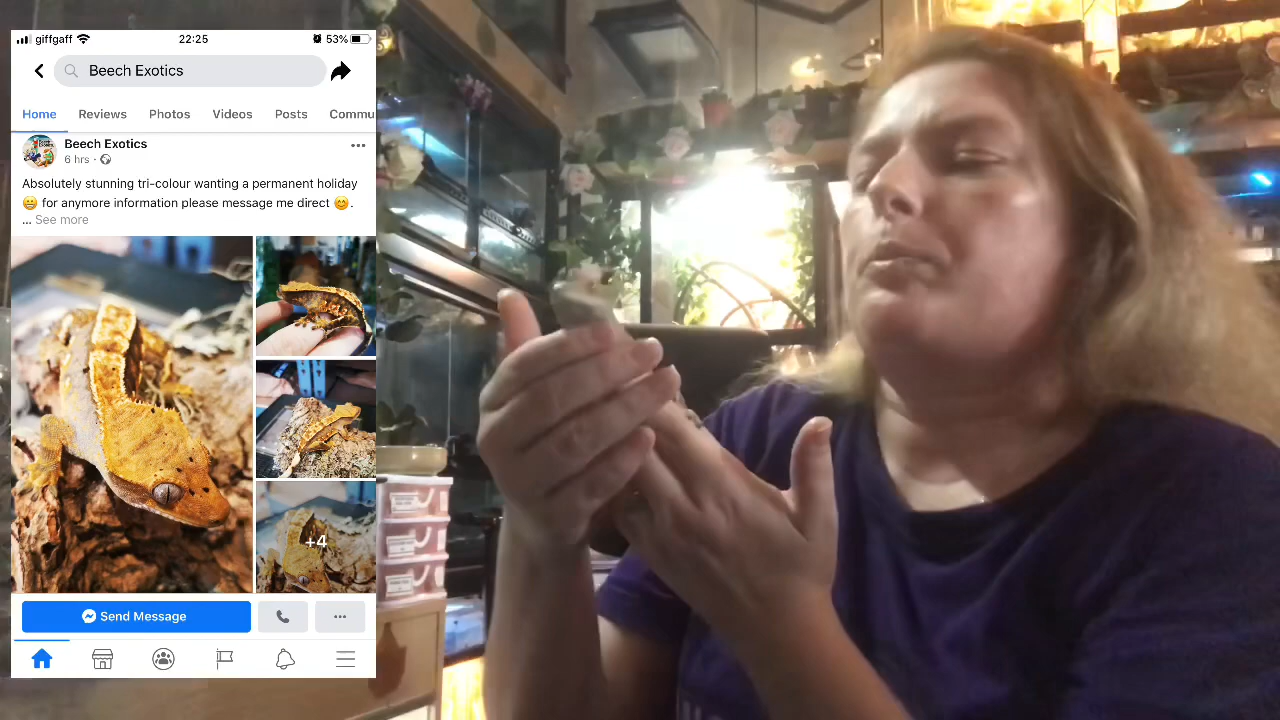 giffgaff 22:25 53%
Beech Exotics
Home Reviews Photos Videos Posts Commu
Beech Exotics
6 hrs ·
Absolutely stunning tri-colour wanting a permanent holiday
😁 for anymore information please message me direct 😊.
... See more
+4
Send Message